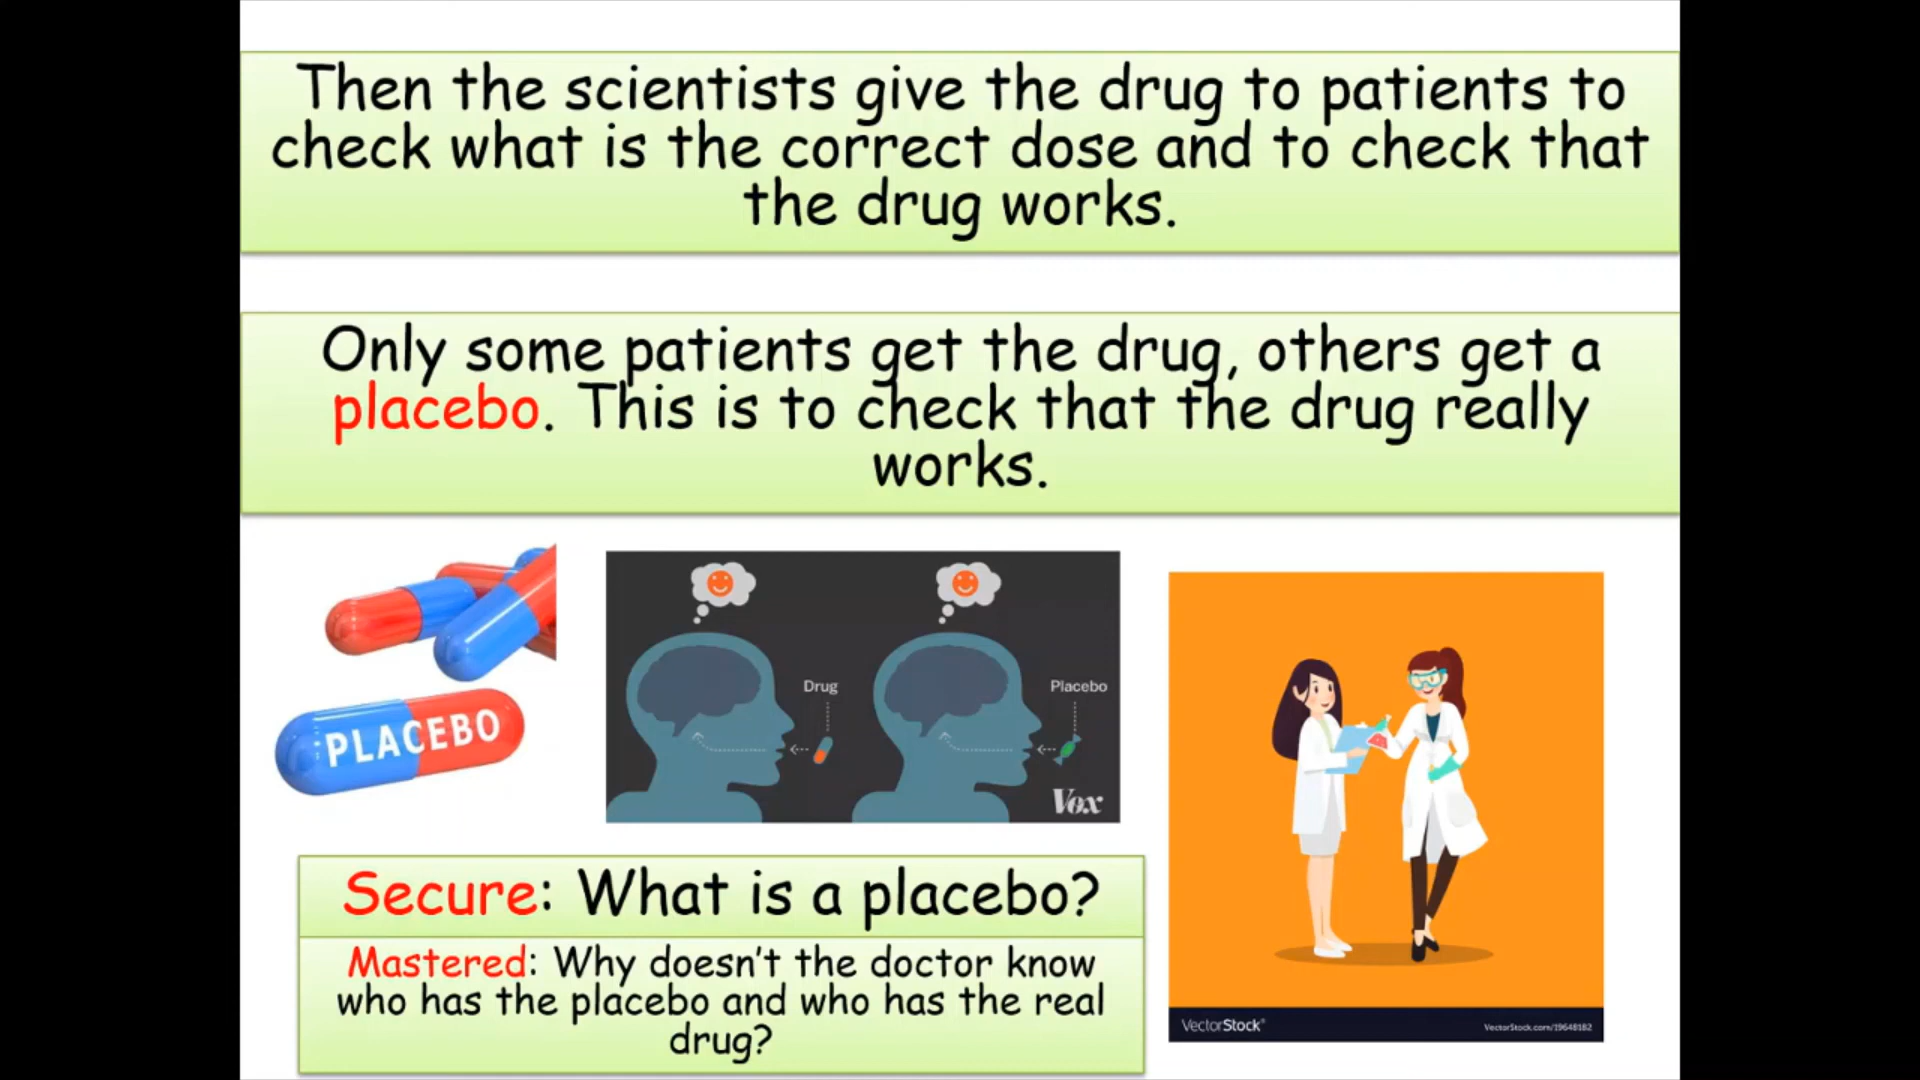 Then the scientists give the drug to patients to
check what is the correct dose and to check that
the drug works.
Only some patients get the drug, others get a
placebo. This is to check that the drug really
works.
PLACEBO
Drug
Placebo
Vox
Secure: What is a placebo?
Mastered: Why doesn't the doctor know
who has the placebo and who has the real
drug?
VectorStock®
VectorStock.com/19648182